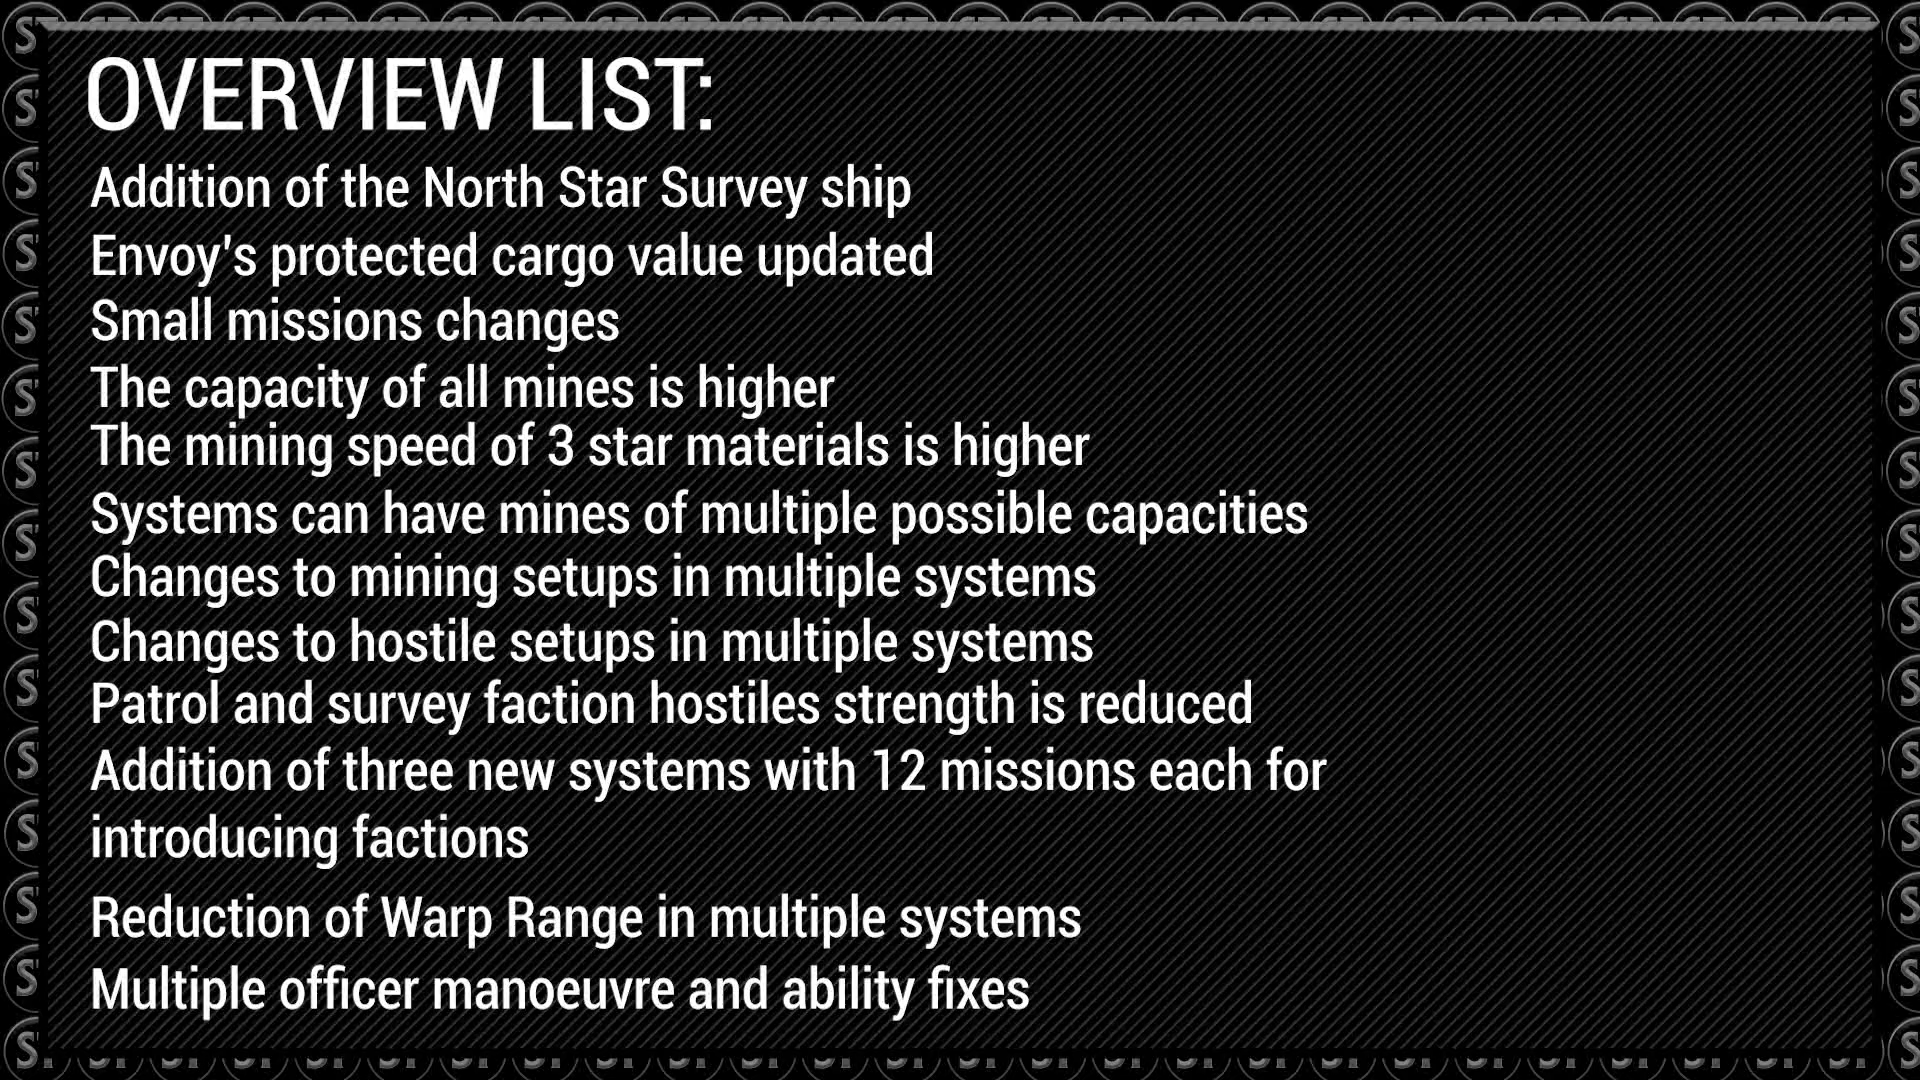 OVERVIEW LIST:
Addition of the North Star Survey ship
Envoy's protected cargo value updated
Small missions changes
The capacity of all mines is higher
The mining speed of 3 star materials is higher
Systems can have mines of multiple possible capacities
Changes to mining setups in multiple systems
Changes to hostile setups in multiple systems
Patrol and survey faction hostiles strength is reduced
Addition of three new systems with 12 missions each for
introducing factions
Reduction of Warp Range in multiple systems
Multiple officer manoeuvre and ability fixes